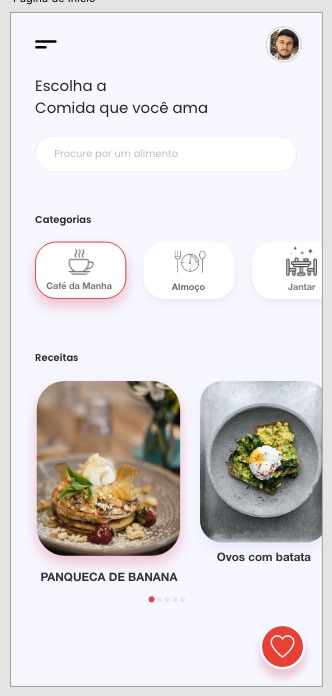 Página de Início
Escolha a
Comida que você ama
Procure por um alimento
Categorias
Café da Manha
Almoço
Jantar
Receitas
PANQUECA DE BANANA
Ovos com batata